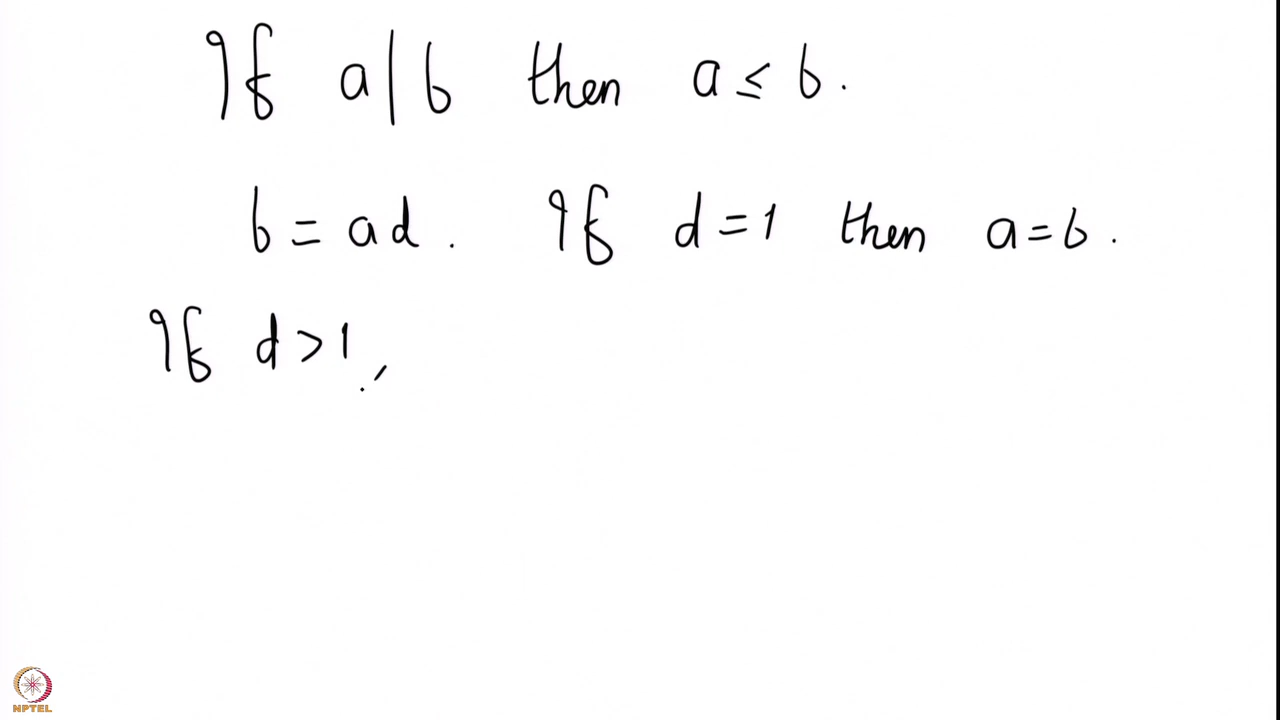 If a|b then a ≤ b.
b = ad. If d = 1 then a = b.
If d > 1,
NPTEL